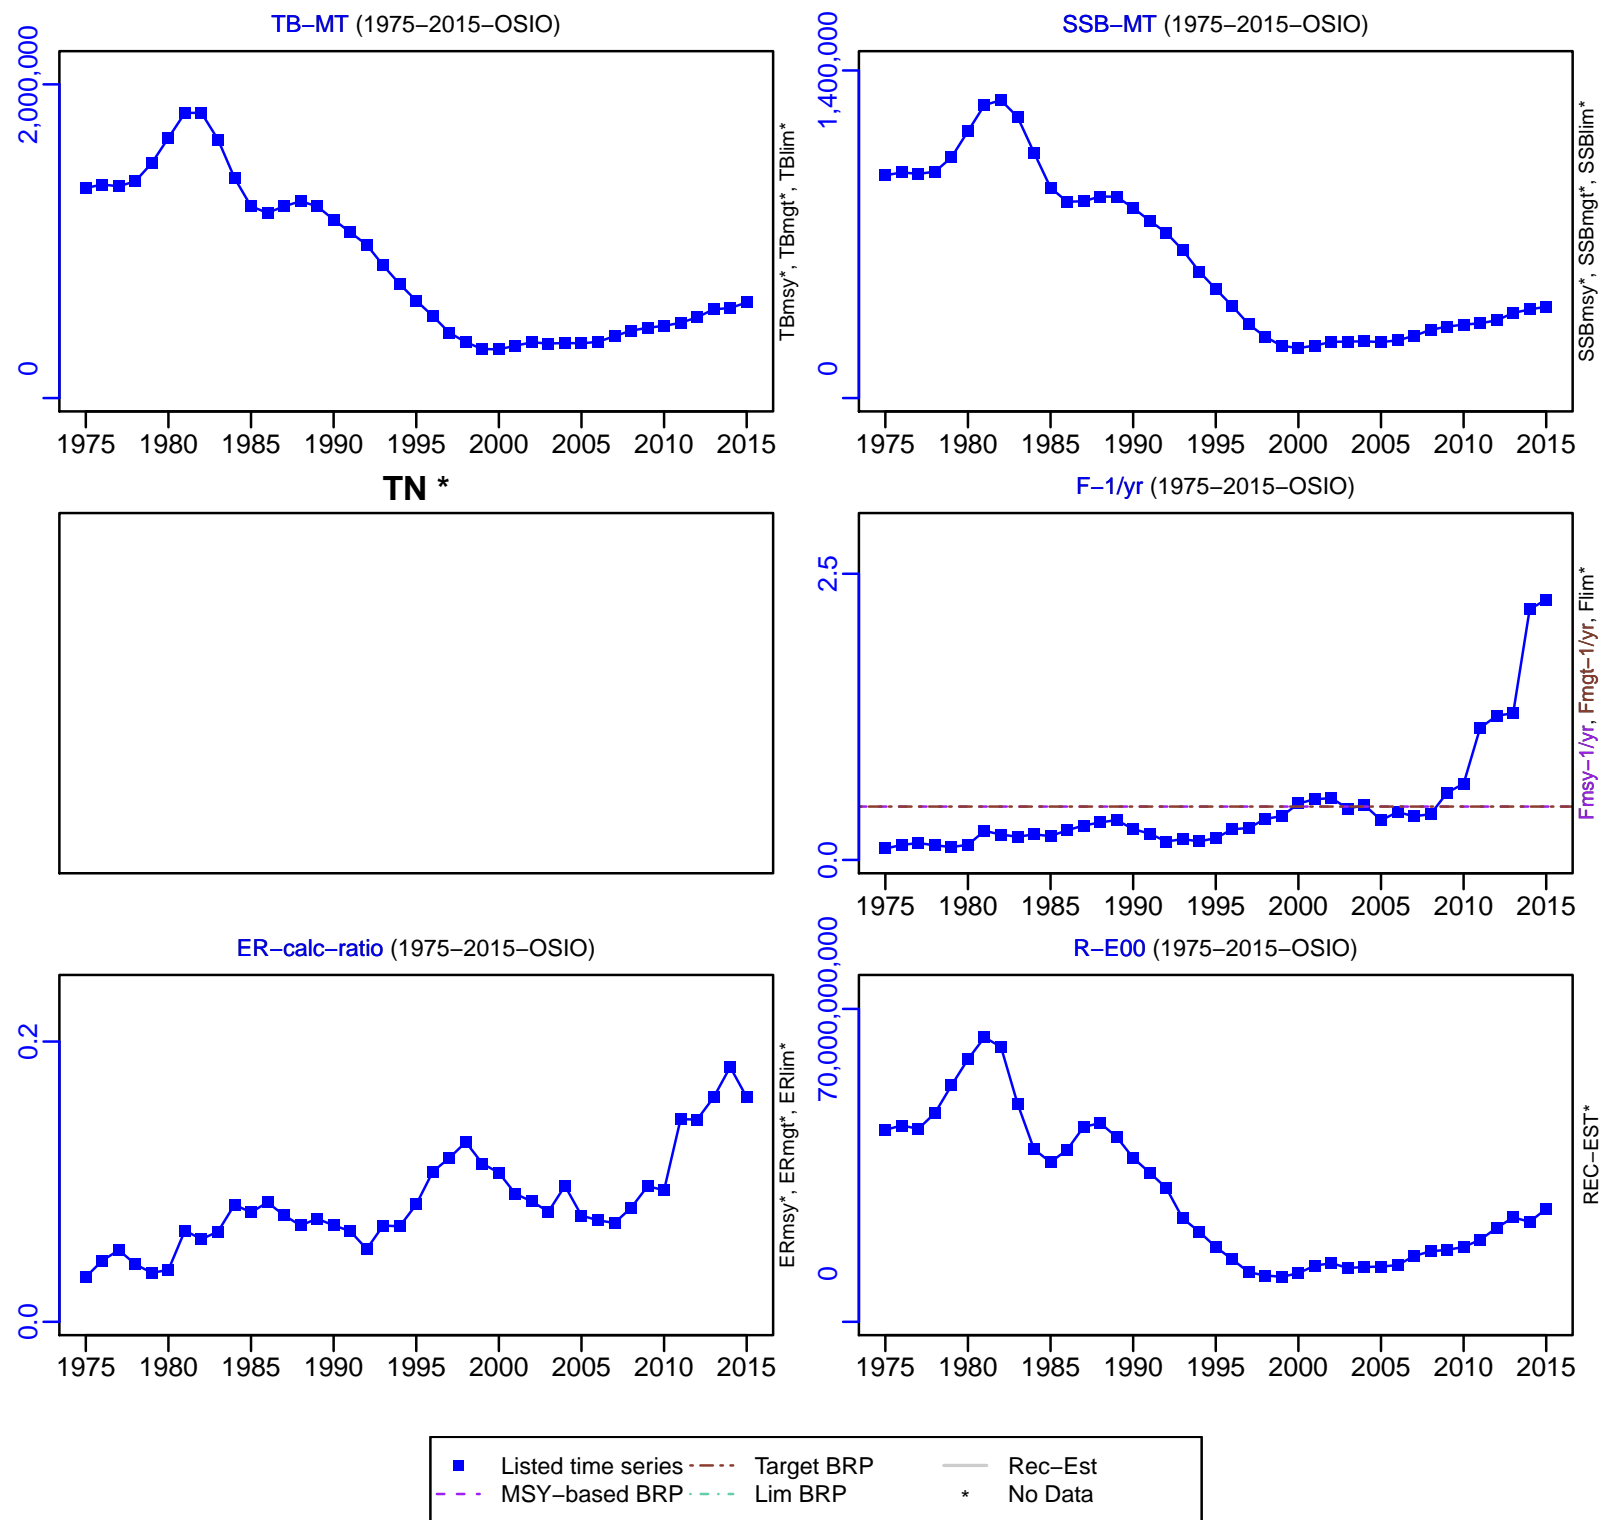 TB−MT (1975−2015−OSIO)
2,000,000
0
1975 1980 1985 1990 1995 2000 2005 2010 2015
TBmsy*, TBmgt*, TBlim*
SSB−MT (1975−2015−OSIO)
1,400,000
0
1975 1980 1985 1990 1995 2000 2005 2010 2015
SSBmsy*, SSBmgt*, SSBlim*
TN *
F−1/yr (1975−2015−OSIO)
2.5
0.0
1975 1980 1985 1990 1995 2000 2005 2010 2015
Fmsy−1/yr, Fmgt−1/yr, Flim*
ER−calc−ratio (1975−2015−OSIO)
0.2
0.0
1975 1980 1985 1990 1995 2000 2005 2010 2015
ERmsy*, ERmgt*, ERlim*
R−E00 (1975−2015−OSIO)
70,000,000,000
0
1975 1980 1985 1990 1995 2000 2005 2010 2015
REC−EST*
Listed time series Target BRP Rec−Est
MSY−based BRP Lim BRP * No Data